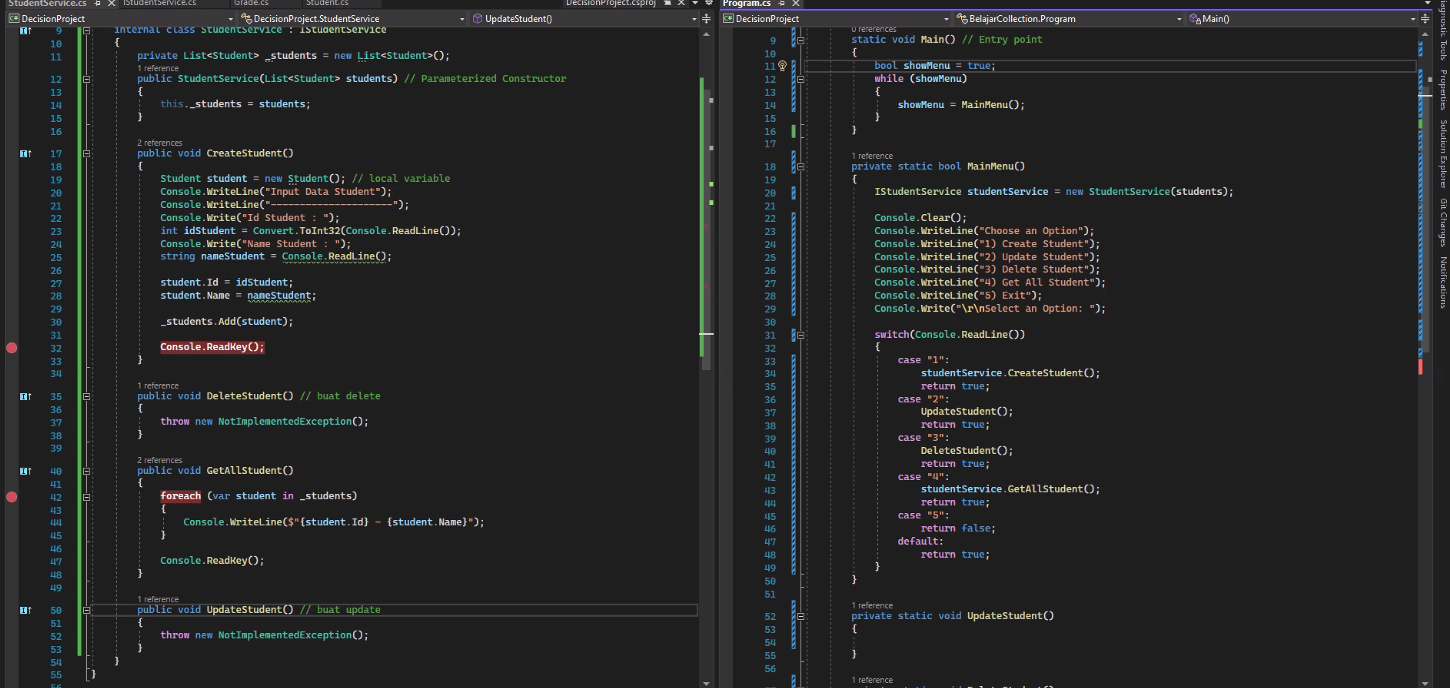 StudentService.cs
IStudentService.cs
Grade.cs
Student.cs
DecisionProject.csproj
DecisionProject
DecisionProject.StudentService
UpdateStudent()
9 internal class StudentService : IStudentService
10 {
11 private List<Student> _students = new List<Student>();
1 reference
12 public StudentService(List<Student> students) // Parameterized Constructor
13 {
14 this._students = students;
15 }
16
2 references
17 public void CreateStudent()
18 {
19 Student student = new Student(); // local variable
20 Console.WriteLine("Input Data Student");
21 Console.WriteLine("---------------------");
22 Console.Write("Id Student : ");
23 int idStudent = Convert.ToInt32(Console.ReadLine());
24 Console.Write("Name Student : ");
25 string nameStudent = Console.ReadLine();
26
27 student.Id = idStudent;
28 student.Name = nameStudent;
29
30 _students.Add(student);
31
32 Console.ReadKey();
33 }
34
1 reference
35 public void DeleteStudent() // buat delete
36 {
37 throw new NotImplementedException();
38 }
39
2 references
40 public void GetAllStudent()
41 {
42 foreach (var student in _students)
43 {
44 Console.WriteLine($"{student.Id} - {student.Name}");
45 }
46
47 Console.ReadKey();
48 }
49
1 reference
50 public void UpdateStudent() // buat update
51 {
52 throw new NotImplementedException();
53 }
54 }
55 }
56
Program.cs
DecisionProject
BelajarCollection.Program
Main()
0 references
9 static void Main() // Entry point
10 {
11 bool showMenu = true;
12 while (showMenu)
13 {
14 showMenu = MainMenu();
15 }
16 }
17
1 reference
18 private static bool MainMenu()
19 {
20 IStudentService studentService = new StudentService(students);
21
22 Console.Clear();
23 Console.WriteLine("Choose an Option");
24 Console.WriteLine("1) Create Student");
25 Console.WriteLine("2) Update Student");
26 Console.WriteLine("3) Delete Student");
27 Console.WriteLine("4) Get All Student");
28 Console.WriteLine("5) Exit");
29 Console.Write("\r\nSelect an Option: ");
30
31 switch(Console.ReadLine())
32 {
33 case "1":
34 studentService.CreateStudent();
35 return true;
36 case "2":
37 UpdateStudent();
38 return true;
39 case "3":
40 DeleteStudent();
41 return true;
42 case "4":
43 studentService.GetAllStudent();
44 return true;
45 case "5":
46 return false;
47 default:
48 return true;
49 }
50 }
51
1 reference
52 private static void UpdateStudent()
53 {
54
55 }
56
1 reference
Diagnostic Tools
Properties
Solution Explorer
Git Changes
Notifications